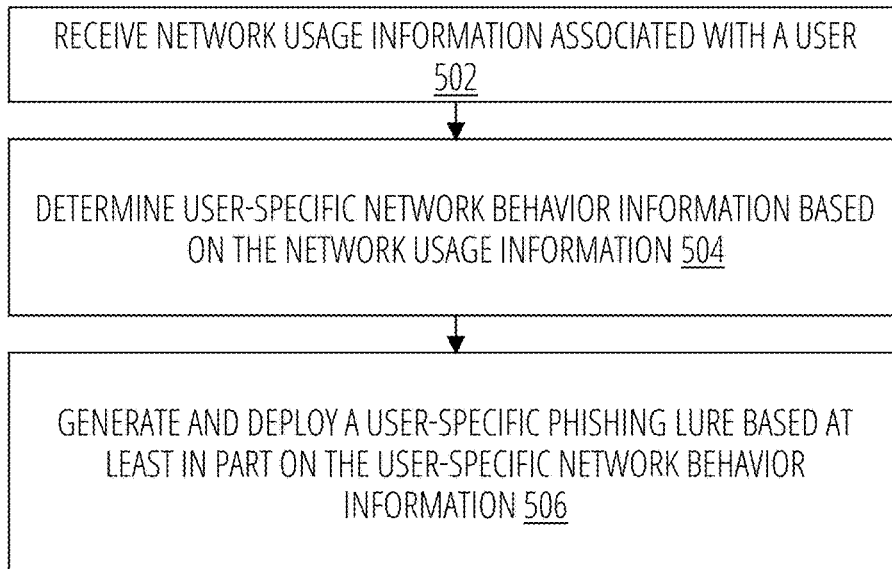 RECEIVE NETWORK USAGE INFORMATION ASSOCIATED WITH A USER
502
DETERMINE USER-SPECIFIC NETWORK BEHAVIOR INFORMATION BASED
ON THE NETWORK USAGE INFORMATION 504
GENERATE AND DEPLOY A USER-SPECIFIC PHISHING LURE BASED AT
LEAST IN PART ON THE USER-SPECIFIC NETWORK BEHAVIOR
INFORMATION 506